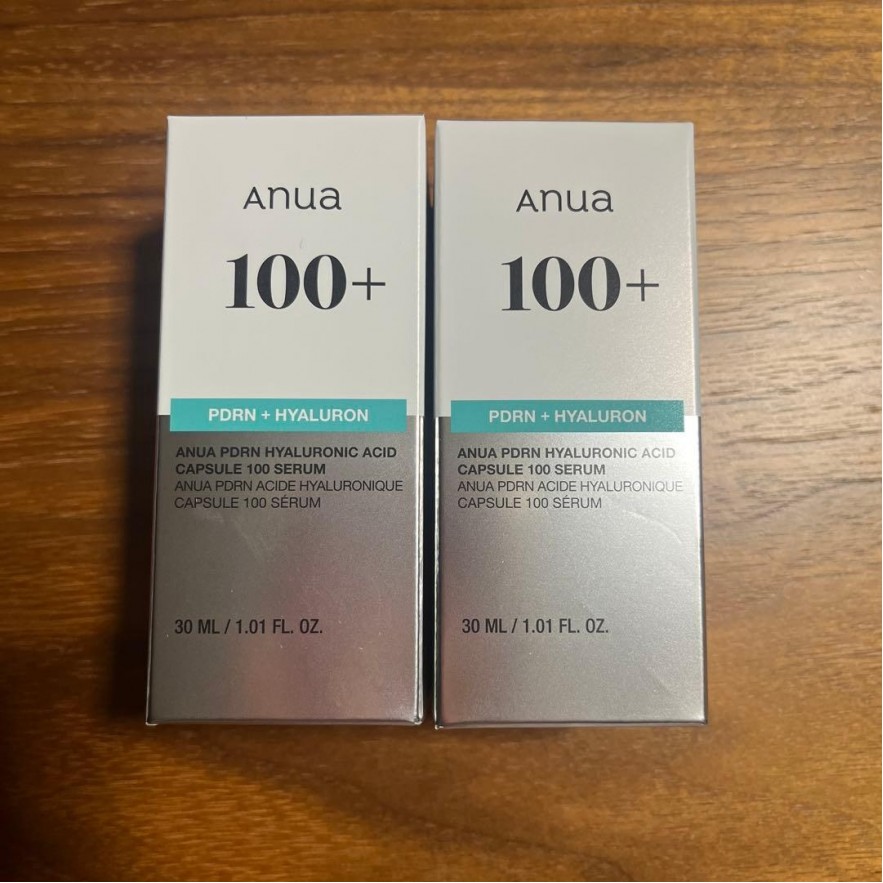 Anua
100+
PDRN + HYALURON
ANUA PDRN HYALURONIC ACID
CAPSULE 100 SERUM
ANUA PDRN ACIDE HYALURONIQUE
CAPSULE 100 SÉRUM
30 ML / 1.01 FL. OZ.
Anua
100+
PDRN + HYALURON
ANUA PDRN HYALURONIC ACID
CAPSULE 100 SERUM
ANUA PDRN ACIDE HYALURONIQUE
CAPSULE 100 SÉRUM
30 ML / 1.01 FL. OZ.